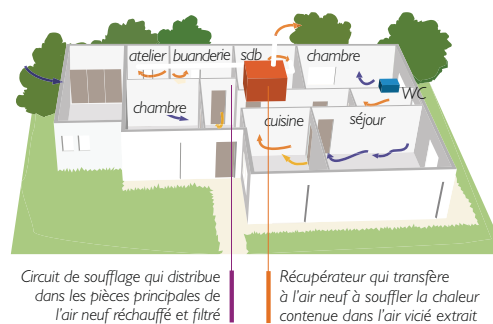 atelier buanderie sdb chambre
chambre
WC
cuisine séjour
Circuit de soufflage qui distribue
dans les pièces principales de
l'air neuf réchauffé et filtré
Récupérateur qui transfère
à l'air neuf à souffler la chaleur
contenue dans l'air vicié extrait